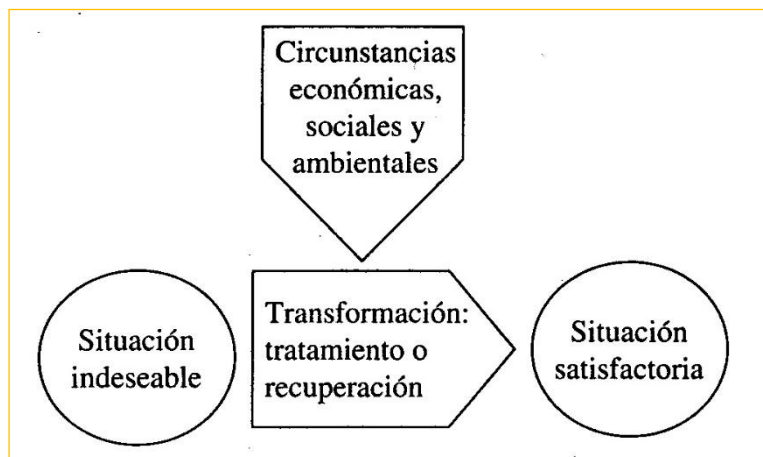 Circunstancias
económicas,
sociales y
ambientales
Situación
indeseable
Transformación:
tratamiento o
recuperación
Situación
satisfactoria